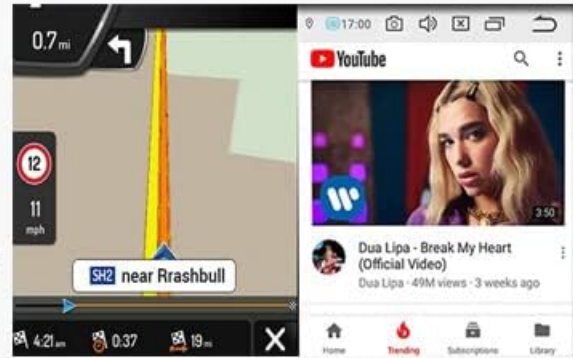 0.7 mi
12
11
mph
SH2 near Rrashbull
4:21 am
0:37
19 mi
X
17:00
YouTube
3:50
Dua Lipa - Break My Heart
(Official Video)
Dua Lipa · 49M views · 3 weeks ago
Home
Trending
Subscriptions
Library